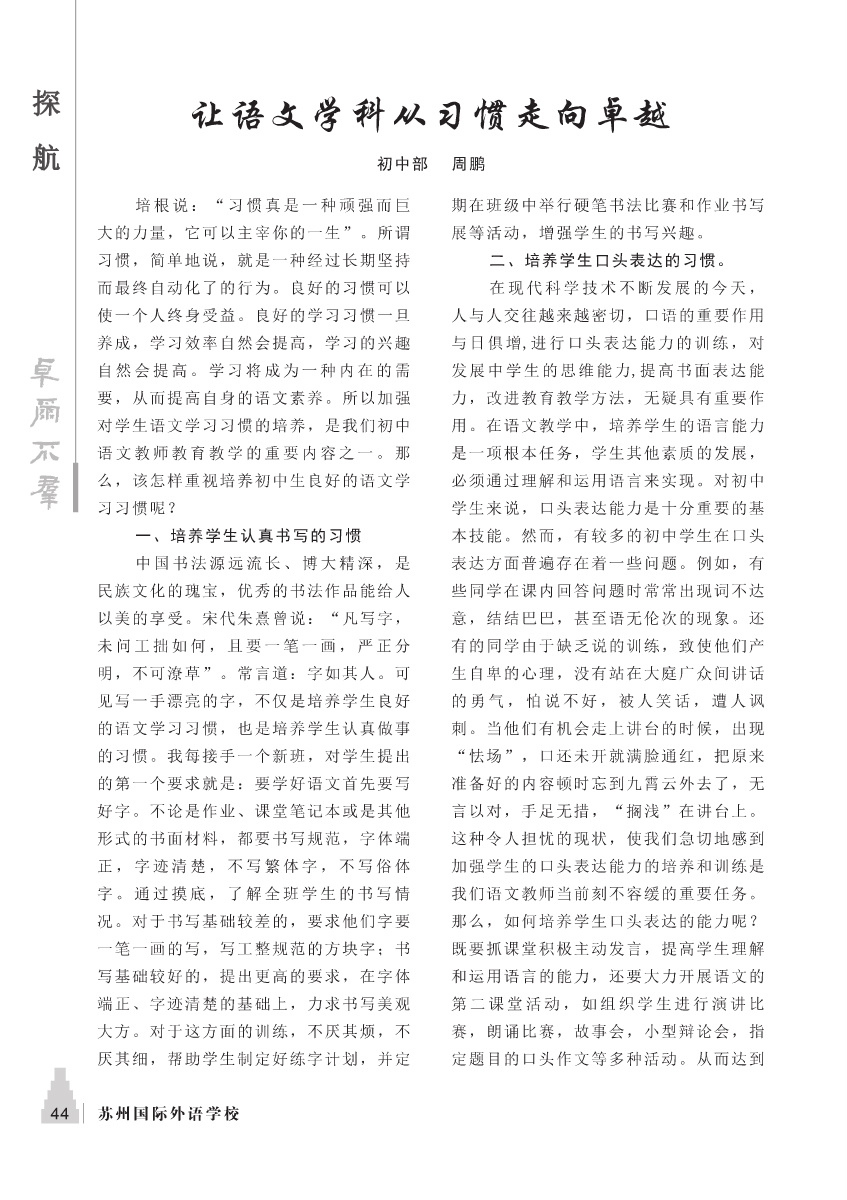 探
航
卓尔不群
让语文学科从习惯走向卓越
初中部 周鹏
培根说：“习惯真是一种顽强而巨
大的力量，它可以主宰你的一生”。所谓
习惯，简单地说，就是一种经过长期坚持
而最终自动化了的行为。良好的习惯可以
使一个人终身受益。良好的学习习惯一旦
养成，学习效率自然会提高，学习的兴趣
自然会提高。学习将成为一种内在的需
要，从而提高自身的语文素养。所以加强
对学生语文学习习惯的培养，是我们初中
语文教师教育教学的重要内容之一。那
么，该怎样重视培养初中生良好的语文学
习习惯呢？
一、培养学生认真书写的习惯
中国书法源远流长、博大精深，是
民族文化的瑰宝，优秀的书法作品能给人
以美的享受。宋代朱熹曾说：“凡写字，
未问工拙如何，且要一笔一画，严正分
明，不可潦草”。常言道：字如其人。可
见写一手漂亮的字，不仅是培养学生良好
的语文学习习惯，也是培养学生认真做事
的习惯。我每接手一个新班，对学生提出
的第一个要求就是：要学好语文首先要写
好字。不论是作业、课堂笔记本或是其他
形式的书面材料，都要书写规范，字体端
正，字迹清楚，不写繁体字，不写俗体
字。通过摸底，了解全班学生的书写情
况。对于书写基础较差的，要求他们字要
一笔一画的写，写工整规范的方块字；书
写基础较好的，提出更高的要求，在字体
端正、字迹清楚的基础上，力求书写美观
大方。对于这方面的训练，不厌其烦，不
厌其细，帮助学生制定好练字计划，并定
期在班级中举行硬笔书法比赛和作业书写
展等活动，增强学生的书写兴趣。
二、培养学生口头表达的习惯。
在现代科学技术不断发展的今天，
人与人交往越来越密切，口语的重要作用
与日俱增,进行口头表达能力的训练，对
发展中学生的思维能力,提高书面表达能
力，改进教育教学方法，无疑具有重要作
用。在语文教学中，培养学生的语言能力
是一项根本任务，学生其他素质的发展，
必须通过理解和运用语言来实现。对初中
学生来说，口头表达能力是十分重要的基
本技能。然而，有较多的初中学生在口头
表达方面普遍存在着一些问题。例如，有
些同学在课内回答问题时常常出现词不达
意，结结巴巴，甚至语无伦次的现象。还
有的同学由于缺乏说的训练，致使他们产
生自卑的心理，没有站在大庭广众间讲话
的勇气，怕说不好，被人笑话，遭人讽
刺。当他们有机会走上讲台的时候，出现
“怯场”，口还未开就满脸通红，把原来
准备好的内容顿时忘到九霄云外去了，无
言以对，手足无措，“搁浅”在讲台上。
这种令人担忧的现状，使我们急切地感到
加强学生的口头表达能力的培养和训练是
我们语文教师当前刻不容缓的重要任务。
那么，如何培养学生口头表达的能力呢？
既要抓课堂积极主动发言，提高学生理解
和运用语言的能力，还要大力开展语文的
第二课堂活动，如组织学生进行演讲比
赛，朗诵比赛，故事会，小型辩论会，指
定题目的口头作文等多种活动。从而达到
44 苏州国际外语学校